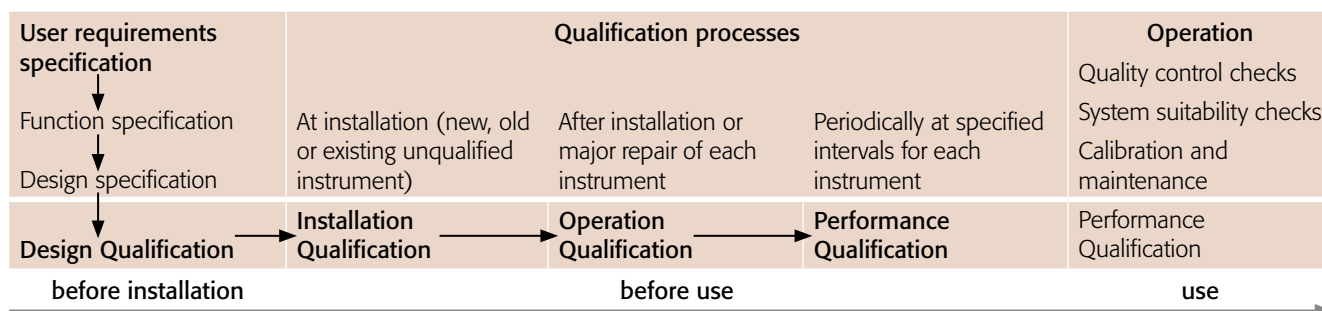 User requirements
specification
Function specification
Design specification
Design Qualification
Qualification processes
At installation (new, old
or existing unqualified
instrument)
Installation
Qualification
After installation or
major repair of each
instrument
Operation
Qualification
Periodically at specified
intervals for each
instrument
Performance
Qualification
Operation
Quality control checks
System suitability checks
Calibration and
maintenance
Performance
Qualification
before installation
before use
use